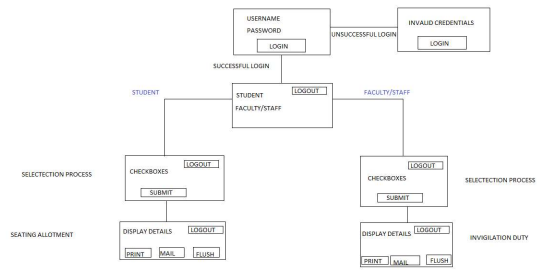 USERNAME
PASSWORD
LOGIN
INVALID CREDENTIALS
LOGIN
UNSUCCESSFUL LOGIN
SUCCESSFUL LOGIN
STUDENT
LOGOUT
FACULTY/STAFF
STUDENT
FACULTY/STAFF
SELECTECTION PROCESS
LOGOUT
CHECKBOXES
SUBMIT
LOGOUT
CHECKBOXES
SUBMIT
SELECTECTION PROCESS
SEATING ALLOTMENT
DISPLAY DETAILS
LOGOUT
PRINT
MAIL
FLUSH
DISPLAY DETAILS
LOGOUT
PRINT
MAIL
FLUSH
INVIGILATION DUTY